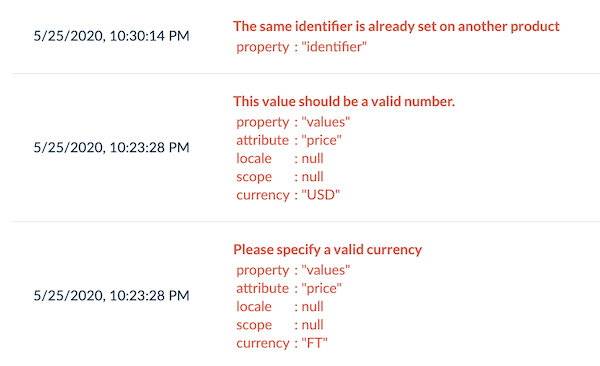 The same identifier is already set on another product
5/25/2020, 10:30:14 PM
property : "identifier"
This value should be a valid number.
property : "values"
attribute : "price"
5/25/2020, 10:23:28 PM
locale : null
scope : null
currency : "USD"
Please specify a valid currency
property : "values"
attribute : "price"
5/25/2020, 10:23:28 PM
locale : null
scope : null
currency : "FT"